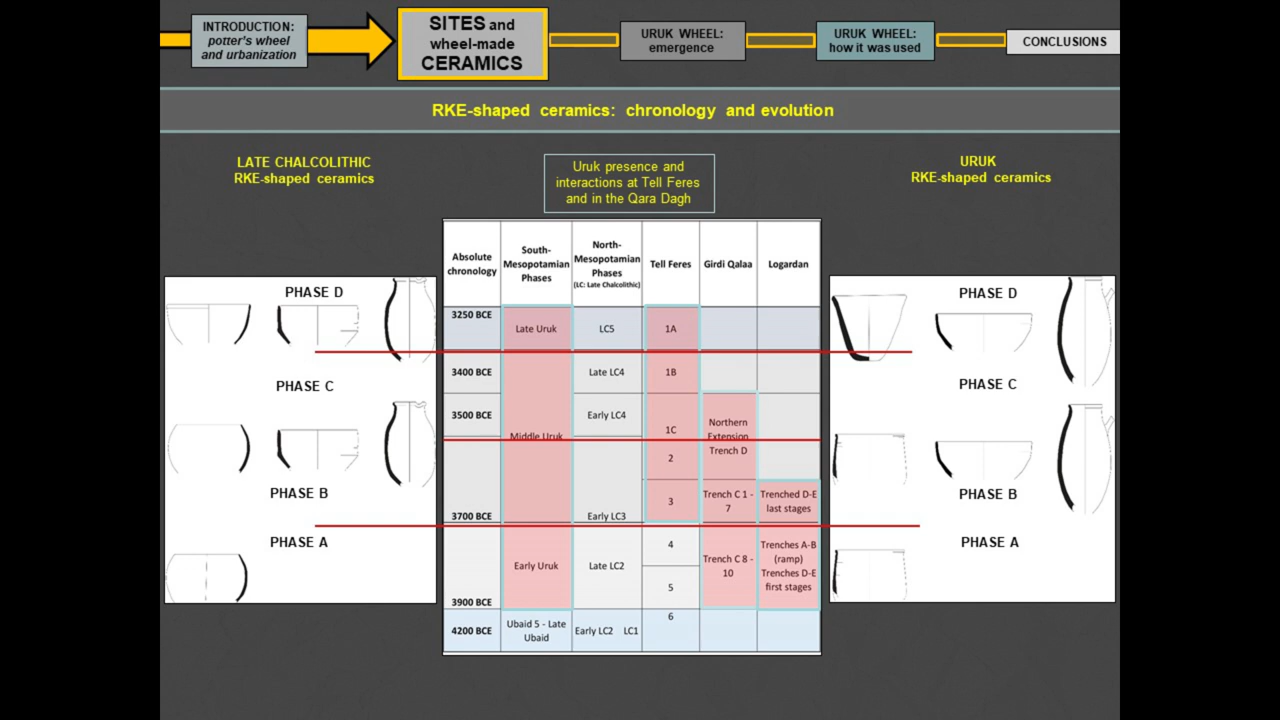 INTRODUCTION:
potter's wheel
and urbanization
SITES and
wheel-made
CERAMICS
URUK WHEEL:
emergence
URUK WHEEL:
how it was used
CONCLUSIONS
RKE-shaped ceramics: chronology and evolution
LATE CHALCOLITHIC
RKE-shaped ceramics
Uruk presence and
interactions at Tell Feres
and in the Qara Dagh
URUK
RKE-shaped ceramics
PHASE D
PHASE C
PHASE B
PHASE A
Absolute
chronology
South-
Mesopotamian
Phases
North-
Mesopotamian
Phases
(LC: Late Chalcolithic)
Tell Feres
Girdi Qalaa
Logardan
3250 BCE
Late Uruk
LC5
1A
3400 BCE
Late LC4
1B
3500 BCE
Early LC4
1C
Northern
Extension
Trench D
Middle Uruk
2
3
Trench C 1 -
7
Trenched D-E
last stages
3700 BCE
Early LC3
4
Early Uruk
Late LC2
Trench C 8 -
10
Trenches A-B
(ramp)
Trenches D-E
first stages
5
3900 BCE
6
4200 BCE
Ubaid 5 - Late
Ubaid
Early LC2 LC1
PHASE D
PHASE C
PHASE B
PHASE A